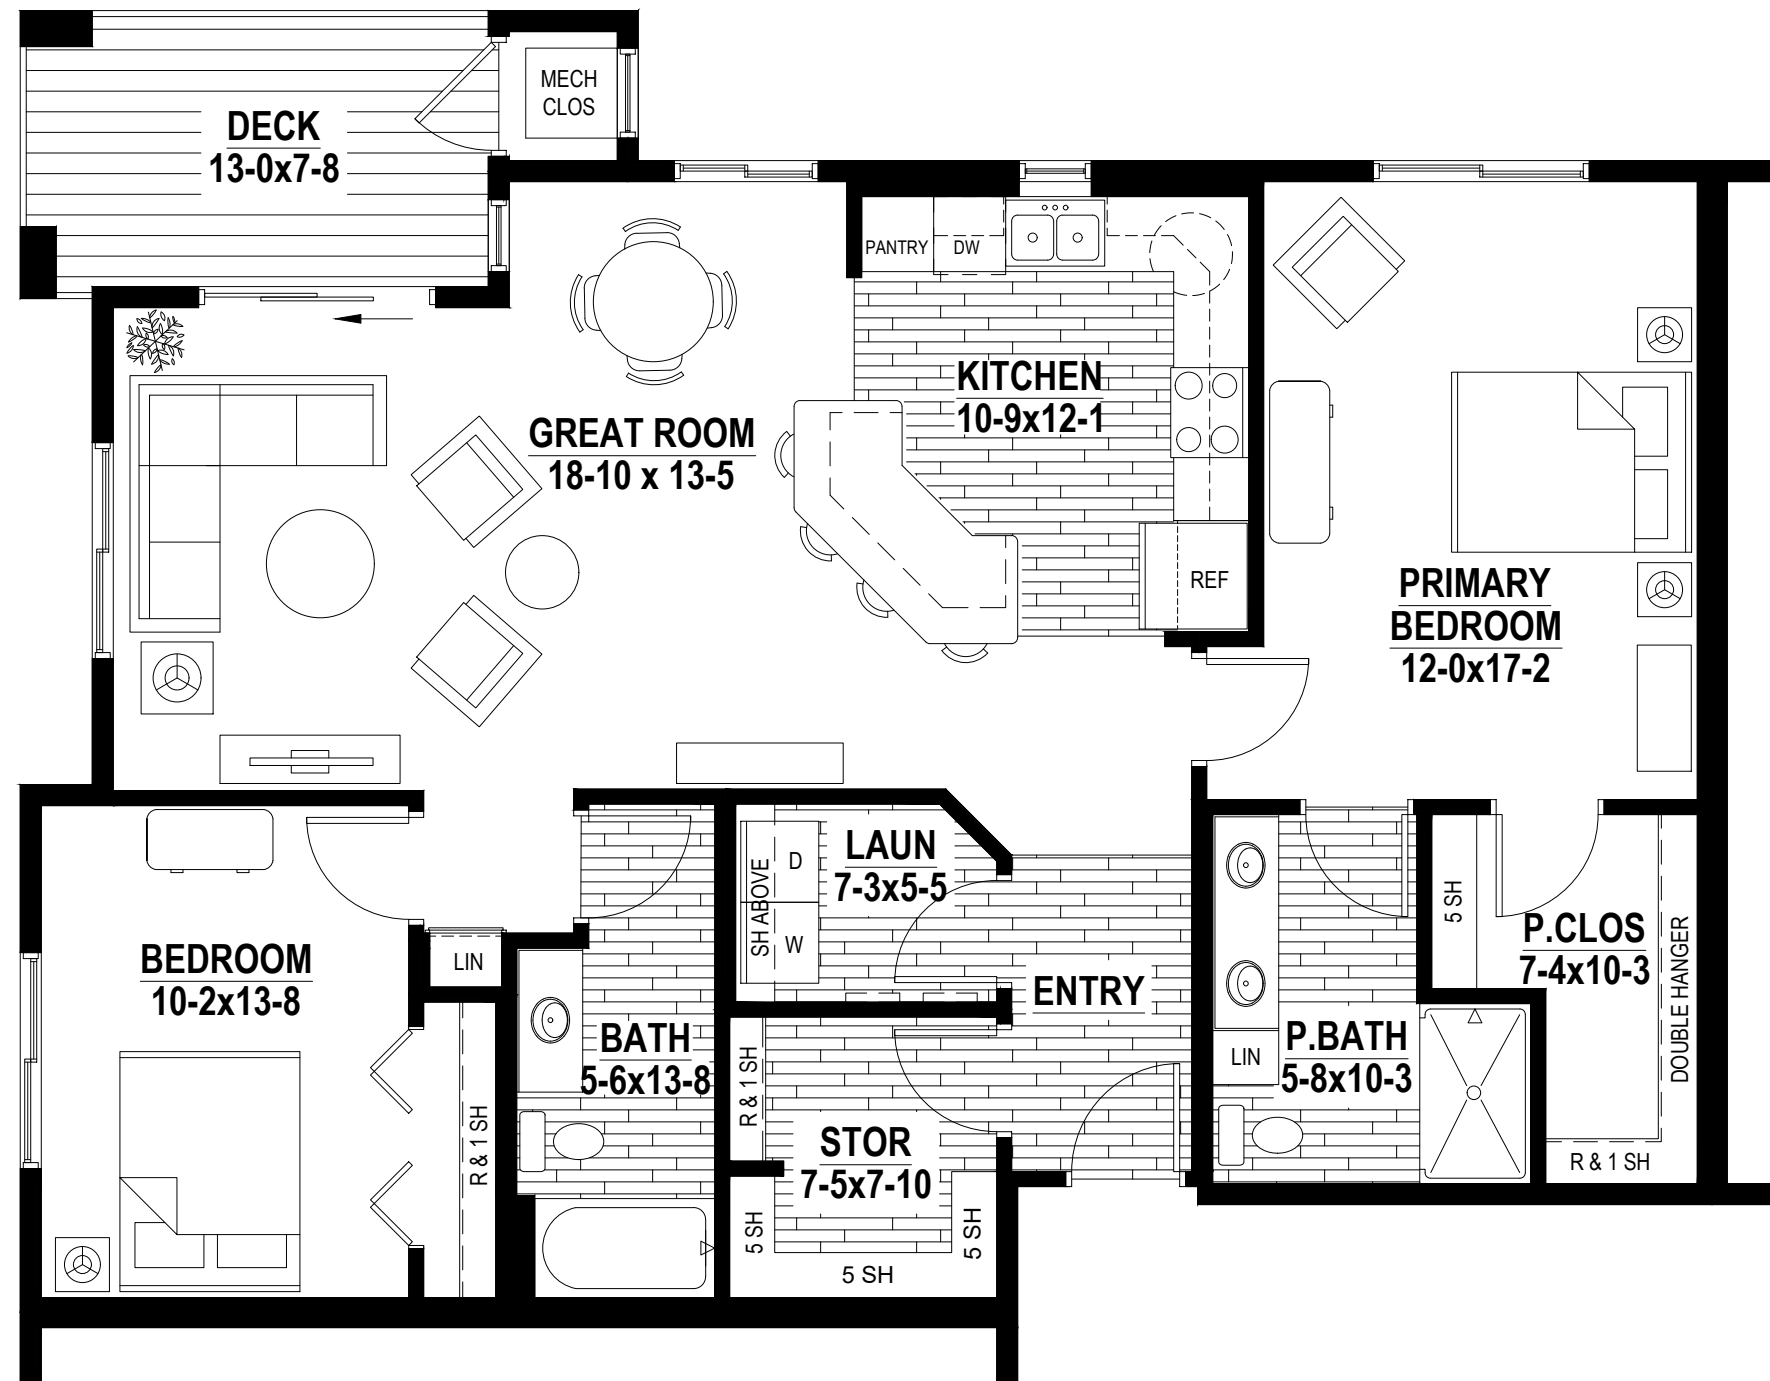 MECH
CLOS
DECK
13-0x7-8
PANTRY
DW
KITCHEN
10-9x12-1
GREAT ROOM
18-10 x 13-5
REF
PRIMARY
BEDROOM
12-0x17-2
BEDROOM
10-2x13-8
LIN
R & 1 SH
BATH
5-6x13-8
SH ABOVE
D
W
LAUN
7-3x5-5
ENTRY
R & 1 SH
STOR
7-5x7-10
5 SH
5 SH
5 SH
LIN
P.BATH
5-8x10-3
5 SH
P.CLOS
7-4x10-3
DOUBLE HANGER
R & 1 SH